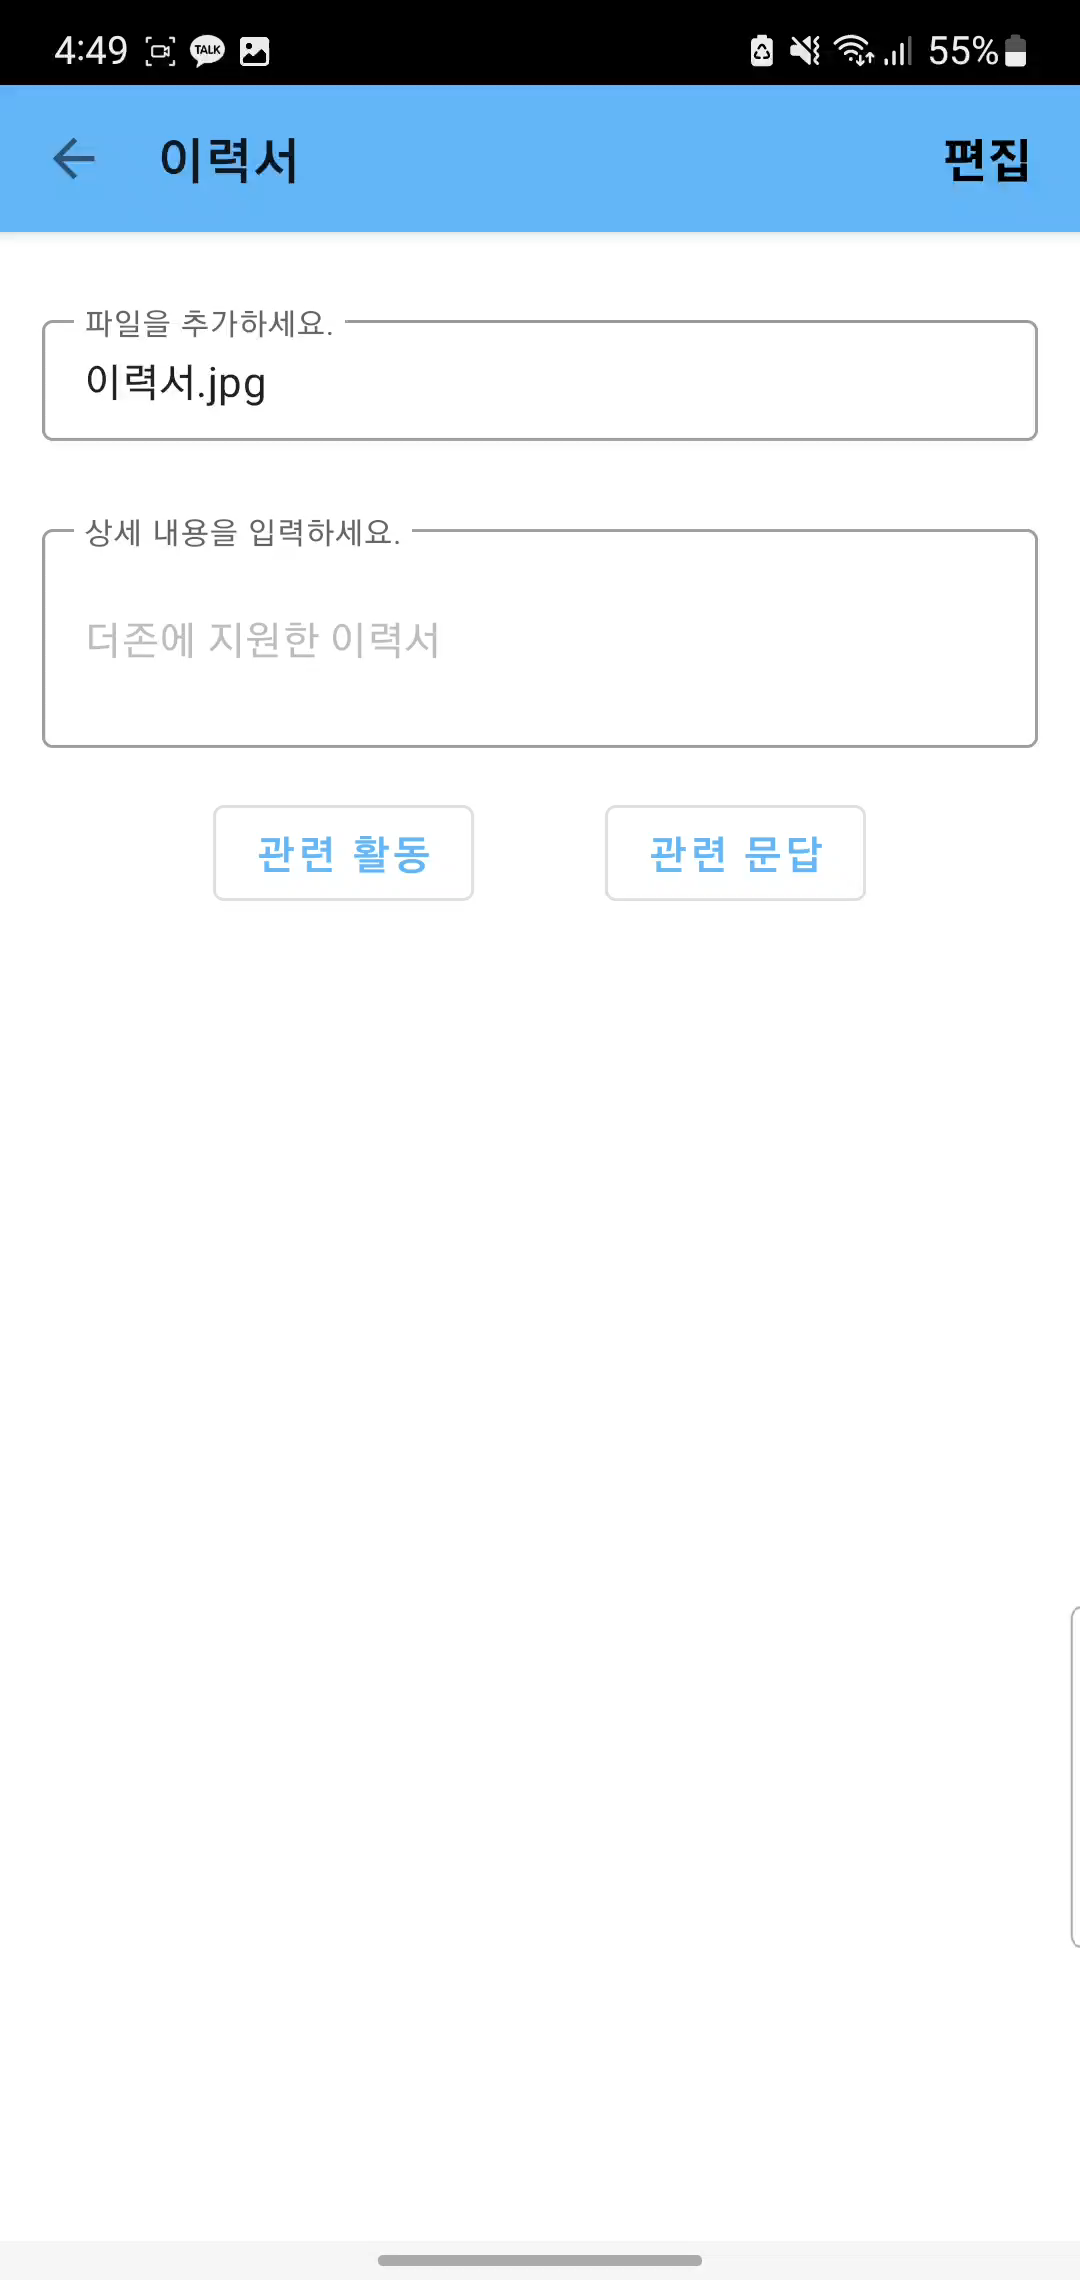 4:49 TALK 55%
이력서 편집
파일을 추가하세요.
이력서.jpg
상세 내용을 입력하세요.
더존에 지원한 이력서
관련 활동 관련 문답